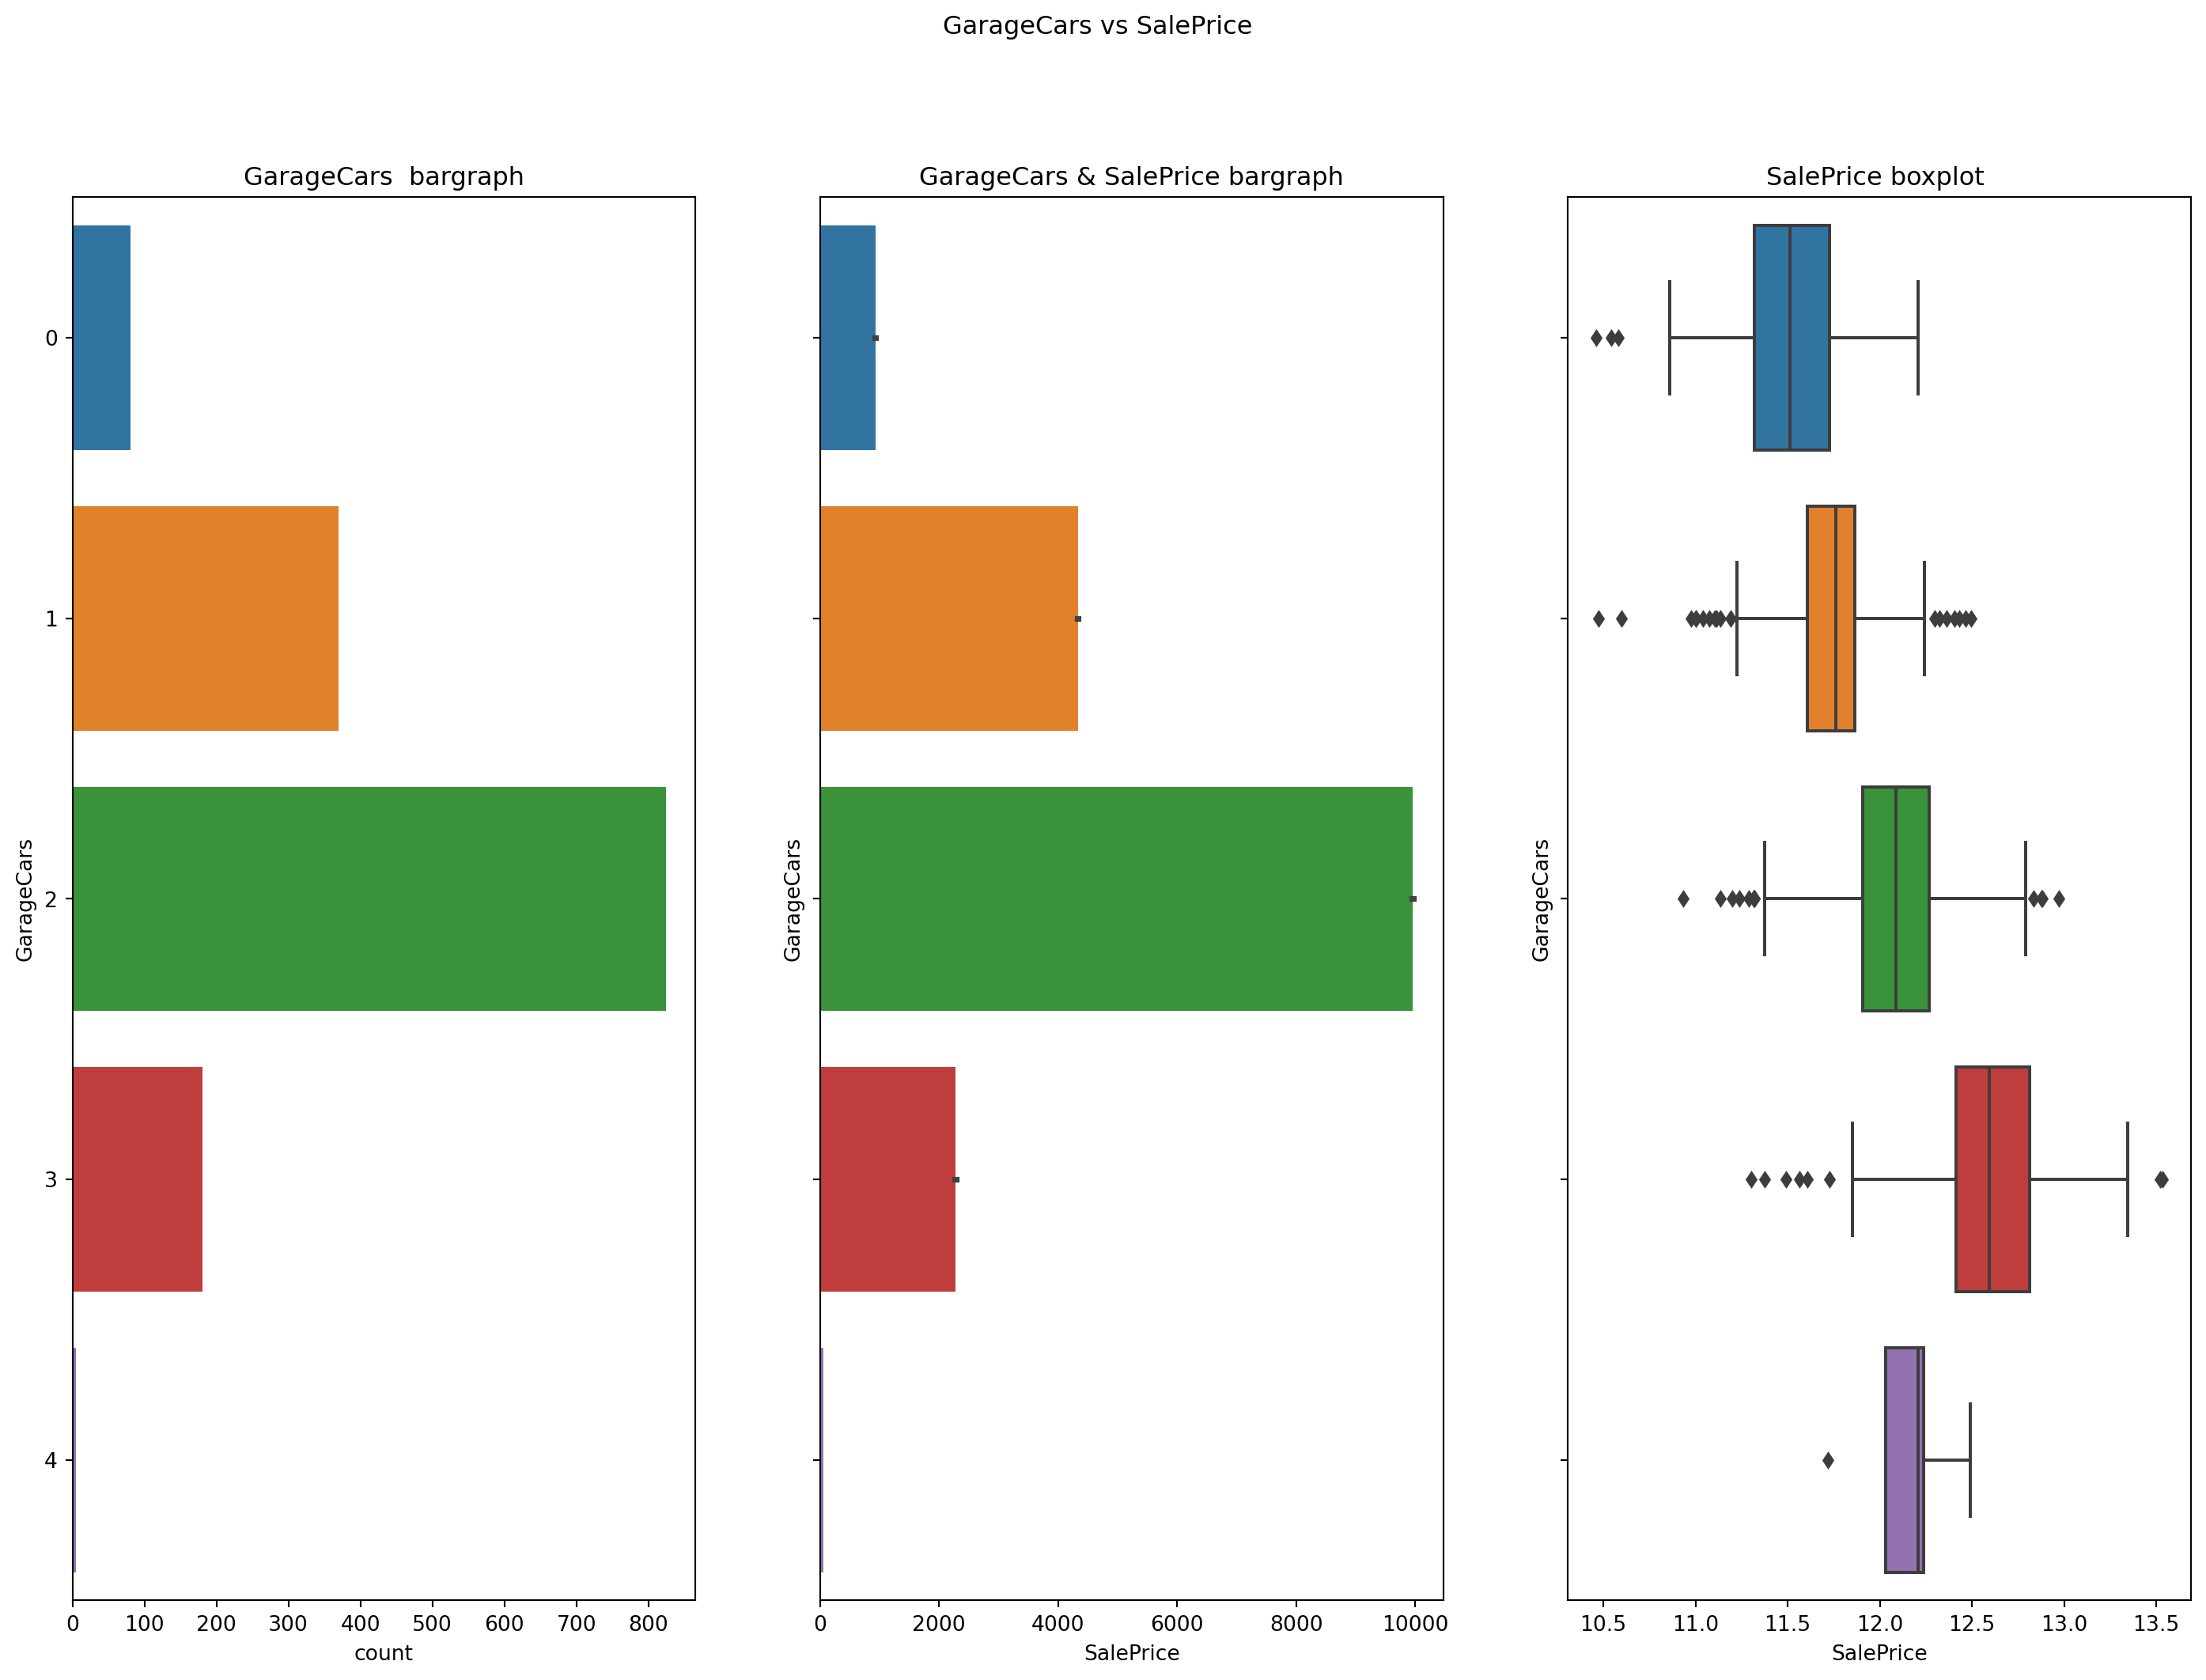 GarageCars vs SalePrice
GarageCars  bargraph
GarageCars
0
1
2
3
4
0 100 200 300 400 500 600 700 800
count
GarageCars & SalePrice bargraph
GarageCars
0 2000 4000 6000 8000 10000
SalePrice
SalePrice boxplot
GarageCars
10.5 11.0 11.5 12.0 12.5 13.0 13.5
SalePrice